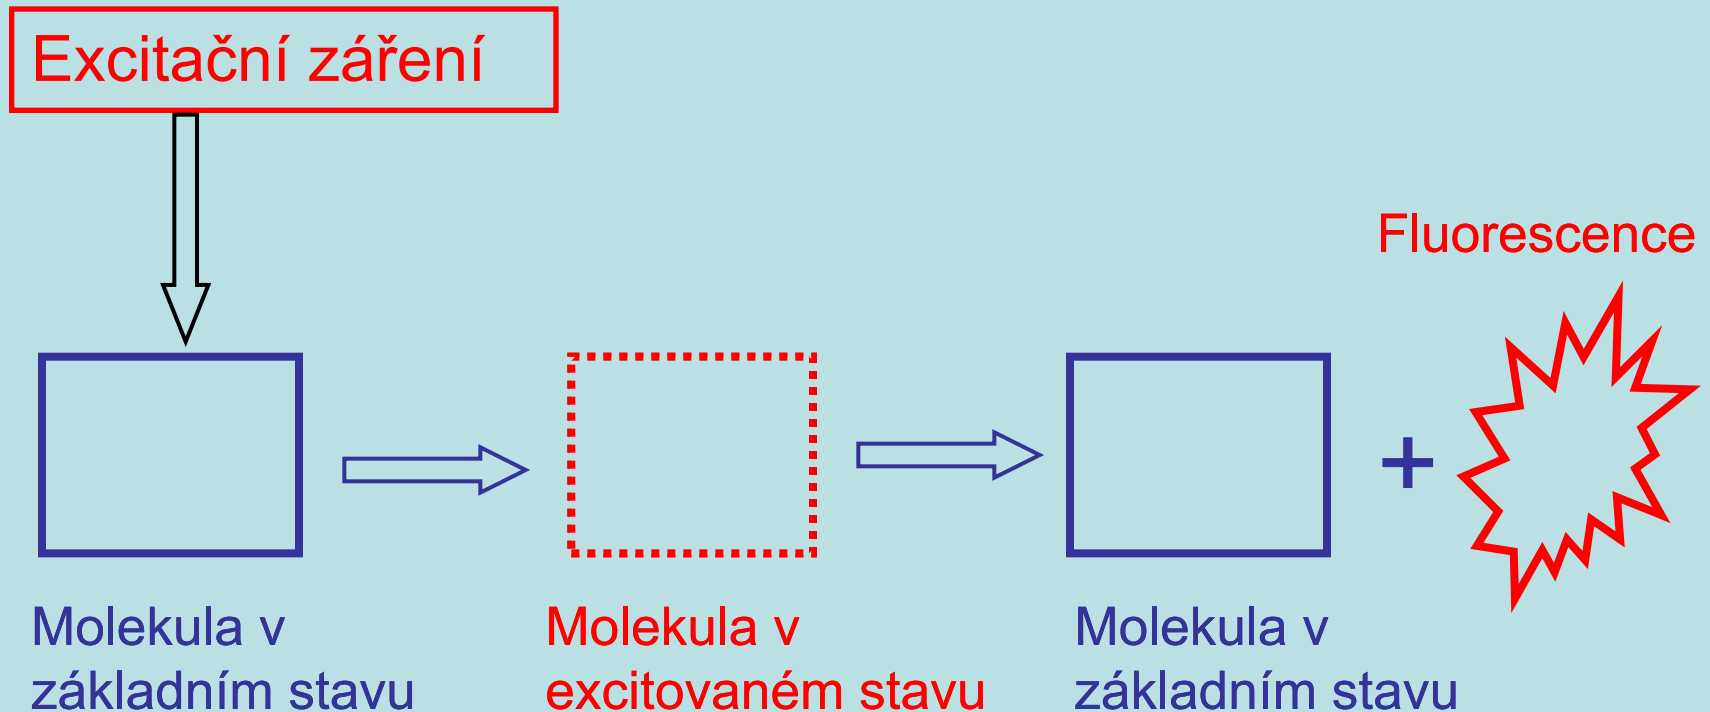 Excitační záření
Fluorescence
+
Molekula v
základním stavu
Molekula v
excitovaném stavu
Molekula v
základním stavu